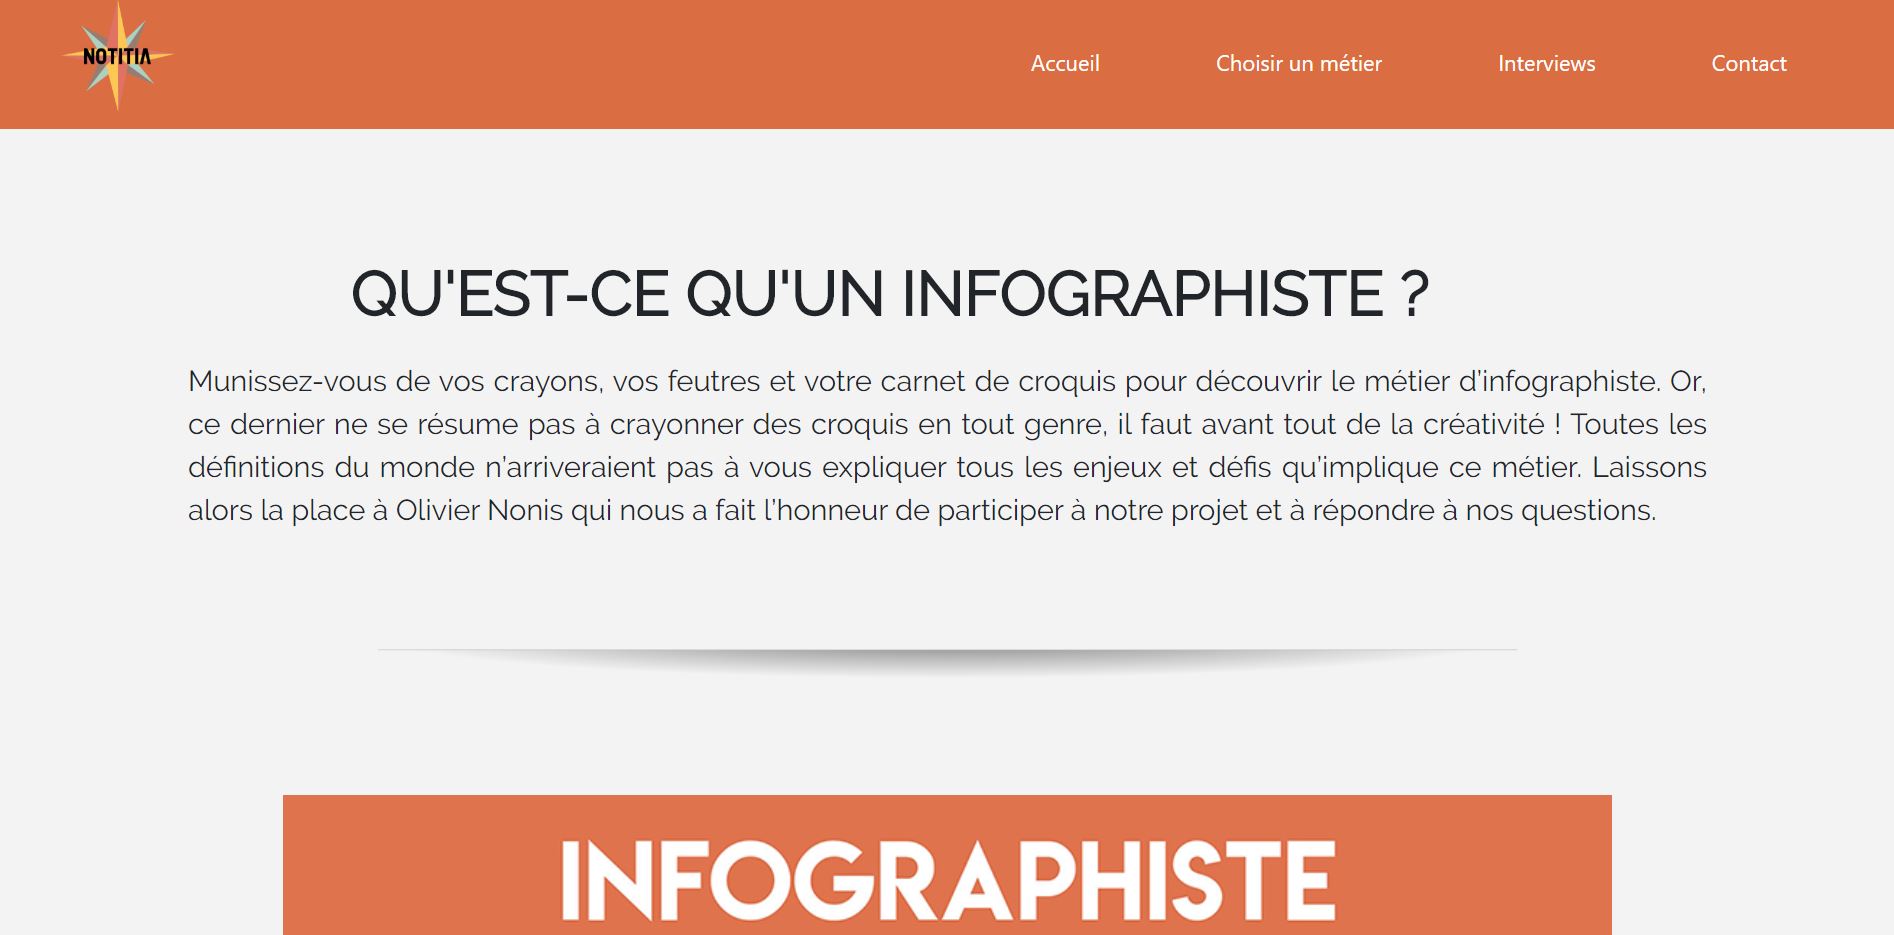 NOTITIA
Accueil Choisir un métier Interviews Contact
QU'EST-CE QU'UN INFOGRAPHISTE ?
Munissez-vous de vos crayons, vos feutres et votre carnet de croquis pour découvrir le métier d’infographiste. Or,
ce dernier ne se résume pas à crayonner des croquis en tout genre, il faut avant tout de la créativité ! Toutes les
définitions du monde n’arriveraient pas à vous expliquer tous les enjeux et défis qu’implique ce métier. Laissons
alors la place à Olivier Nonis qui nous a fait l’honneur de participer à notre projet et à répondre à nos questions.
INFOGRAPHISTE